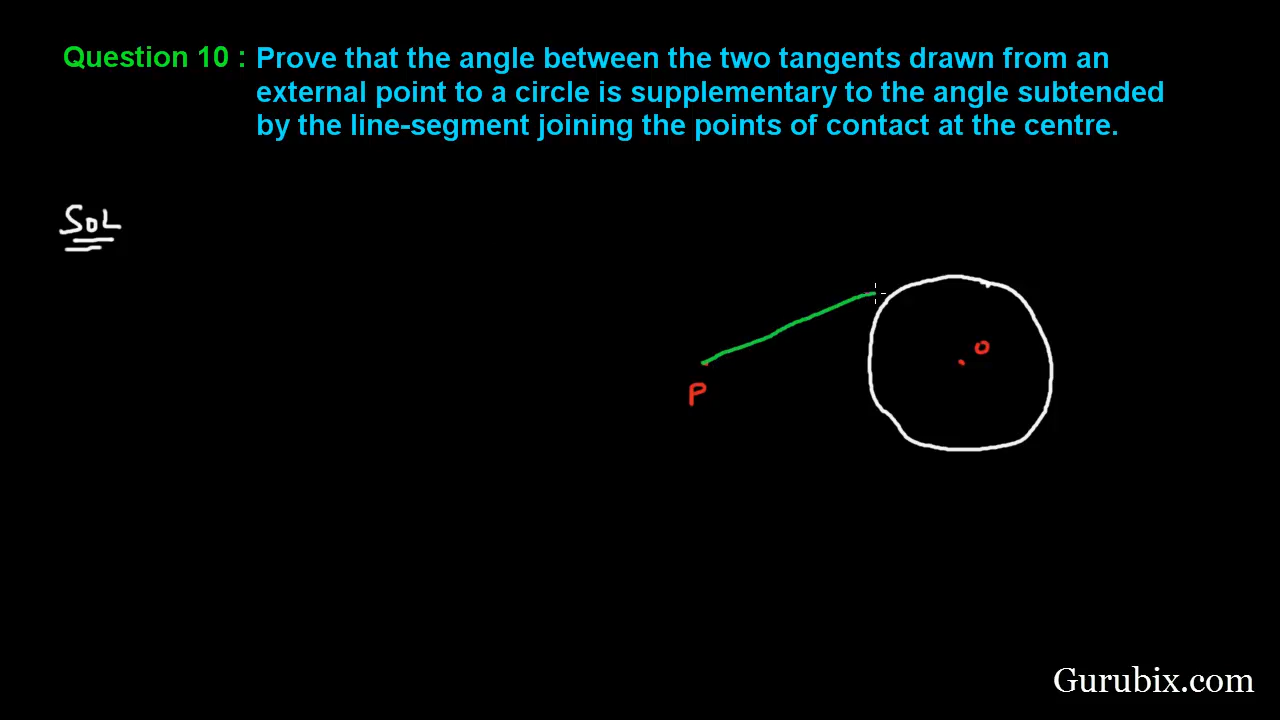 Question 10 : Prove that the angle between the two tangents drawn from an
external point to a circle is supplementary to the angle subtended
by the line-segment joining the points of contact at the centre.
SOL
O
P
Gurubix.com